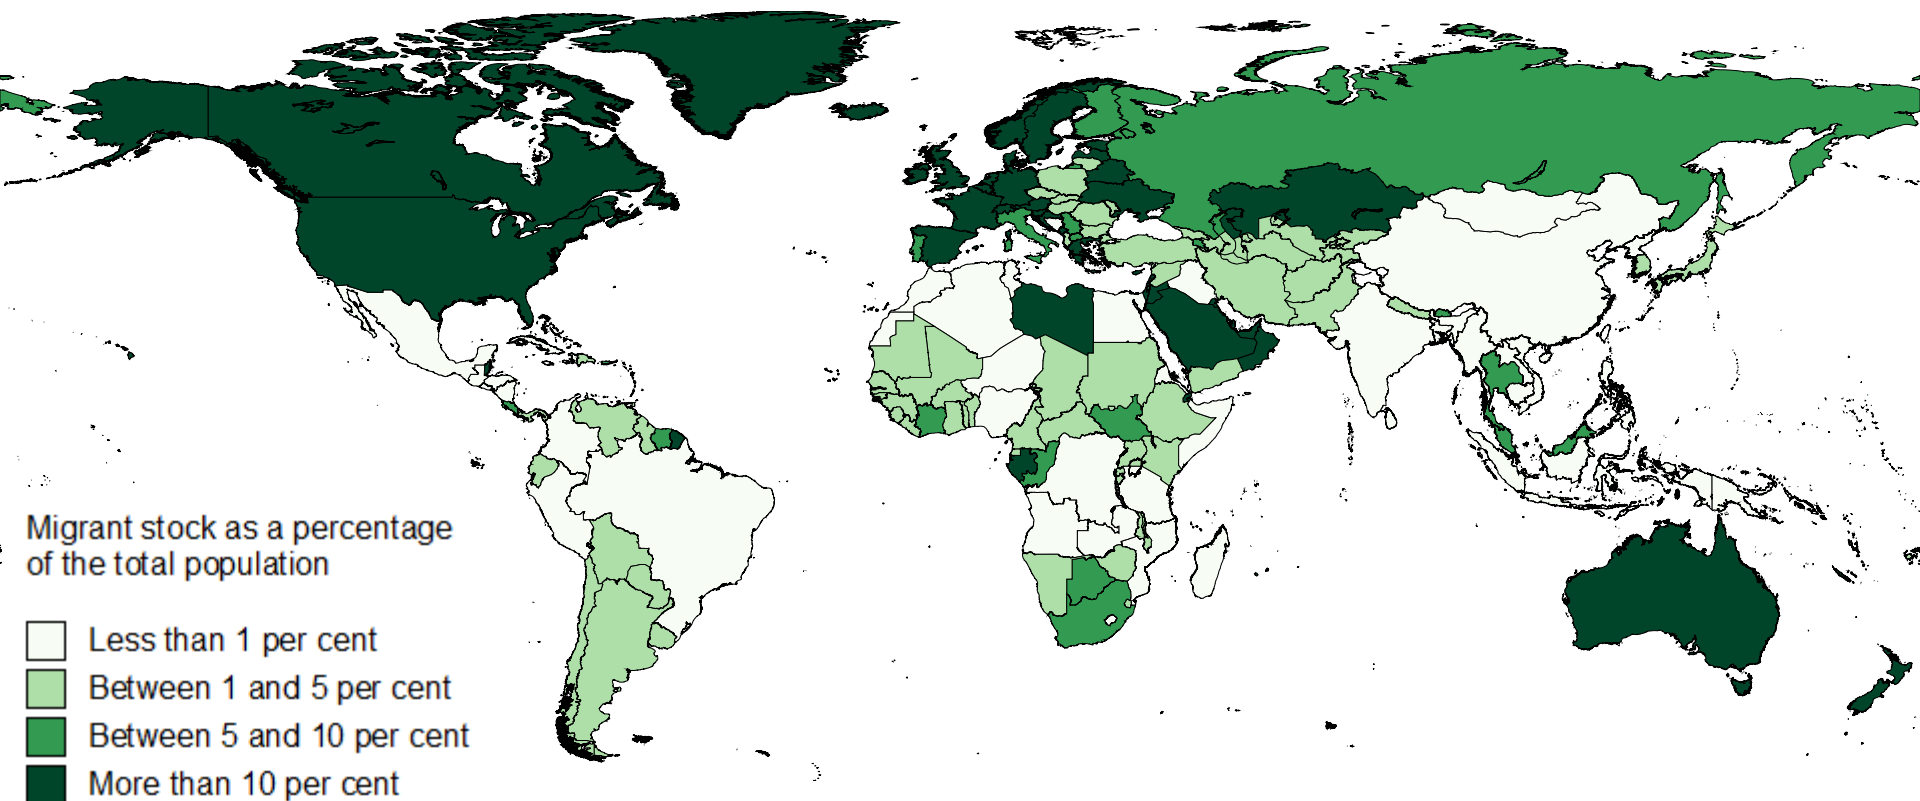 Migrant stock as a percentage
of the total population
Less than 1 per cent
Between 1 and 5 per cent
Between 5 and 10 per cent
More than 10 per cent